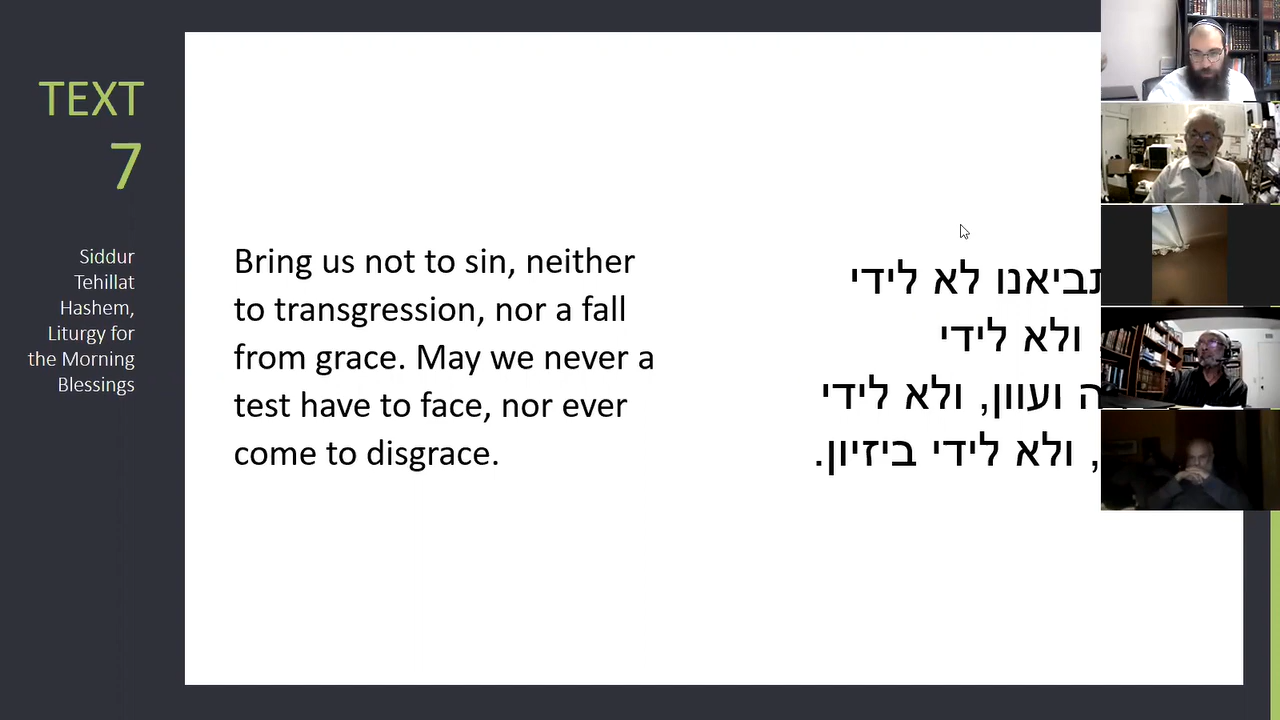 TEXT
7
Siddur
Tehillat
Hashem,
Liturgy for
the Morning
Blessings
Bring us not to sin, neither
to transgression, nor a fall
from grace. May we never a
test have to face, nor ever
come to disgrace.
תביאנו לא לידי
ולא לידי
ועוון, ולא לידי
, ולא לידי ביזיון.